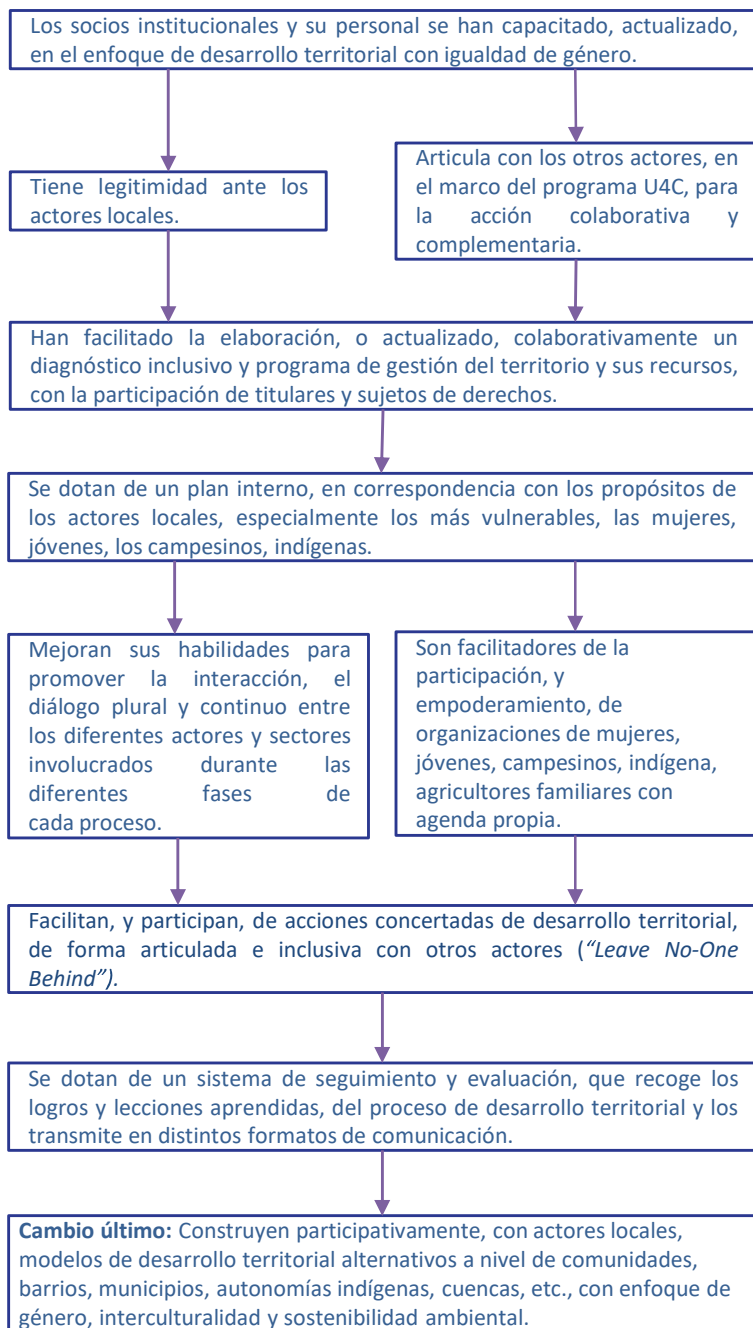 Los socios institucionales y su personal se han capacitado, actualizado,
en el enfoque de desarrollo territorial con igualdad de género.
Tiene legitimidad ante los
actores locales.
Articula con los otros actores, en
el marco del programa U4C, para
la acción colaborativa y
complementaria.
Han facilitado la elaboración, o actualizado, colaborativamente un
diagnóstico inclusivo y programa de gestión del territorio y sus recursos,
con la participación de titulares y sujetos de derechos.
Se dotan de un plan interno, en correspondencia con los propósitos de
los actores locales, especialmente los más vulnerables, las mujeres,
jóvenes, los campesinos, indígenas.
Mejoran sus habilidades para
promover la interacción, el
diálogo plural y continuo entre
los diferentes actores y sectores
involucrados durante las
diferentes fases de
cada proceso.
Son facilitadores de la
participación, y
empoderamiento, de
organizaciones de mujeres,
jóvenes, campesinos, indígena,
agricultores familiares con
agenda propia.
Facilitan, y participan, de acciones concertadas de desarrollo territorial,
de forma articulada e inclusiva con otros actores (“Leave No-One
Behind”).
Se dotan de un sistema de seguimiento y evaluación, que recoge los
logros y lecciones aprendidas, del proceso de desarrollo territorial y los
transmite en distintos formatos de comunicación.
Cambio último: Construyen participativamente, con actores locales,
modelos de desarrollo territorial alternativos a nivel de comunidades,
barrios, municipios, autonomías indígenas, cuencas, etc., con enfoque de
género, interculturalidad y sostenibilidad ambiental.